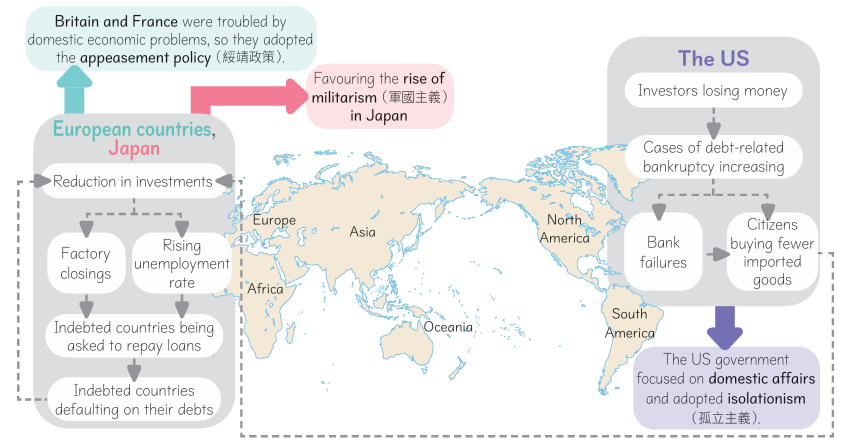 Britain and France were troubled by
domestic economic problems, so they adopted
the appeasement policy (綏靖政策).
Favouring the rise of
militarism (軍國主義)
in Japan
European countries,
Japan
Reduction in investments
Factory
closings
Rising
unemployment
rate
Indebted countries being
asked to repay loans
Indebted countries
defaulting on their debts
Europe
Asia
Africa
Oceania
North
America
South
America
The US
Investors losing money
Cases of debt-related
bankruptcy increasing
Bank
failures
Citizens
buying fewer
imported
goods
The US government
focused on domestic affairs
and adopted isolationism
(孤立主義).